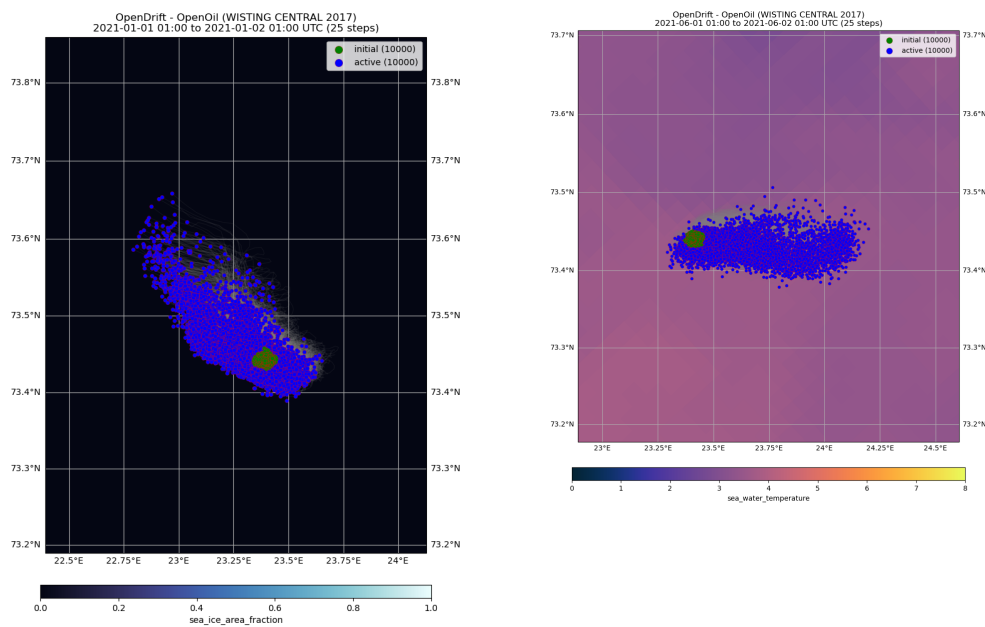 OpenDrift - OpenOil (WISTING CENTRAL 2017)
2021-01-01 01:00 to 2021-01-02 01:00 UTC (25 steps)
initial (10000)
active (10000)
73.8°N
73.8°N
73.7°N
73.7°N
73.6°N
73.6°N
73.5°N
73.5°N
73.4°N
73.4°N
73.3°N
73.3°N
73.2°N
73.2°N
22.5°E 22.75°E 23°E 23.25°E 23.5°E 23.75°E 24°E
0.0 0.2 0.4 0.6 0.8 1.0
sea_ice_area_fraction
OpenDrift - OpenOil (WISTING CENTRAL 2017)
2021-06-01 01:00 to 2021-06-02 01:00 UTC (25 steps)
initial (10000)
active (10000)
73.7°N
73.7°N
73.6°N
73.6°N
73.5°N
73.5°N
73.4°N
73.4°N
73.3°N
73.3°N
73.2°N
73.2°N
23°E 23.25°E 23.5°E 23.75°E 24°E 24.25°E 24.5°E
0 1 2 3 4 5 6 7 8
sea_water_temperature